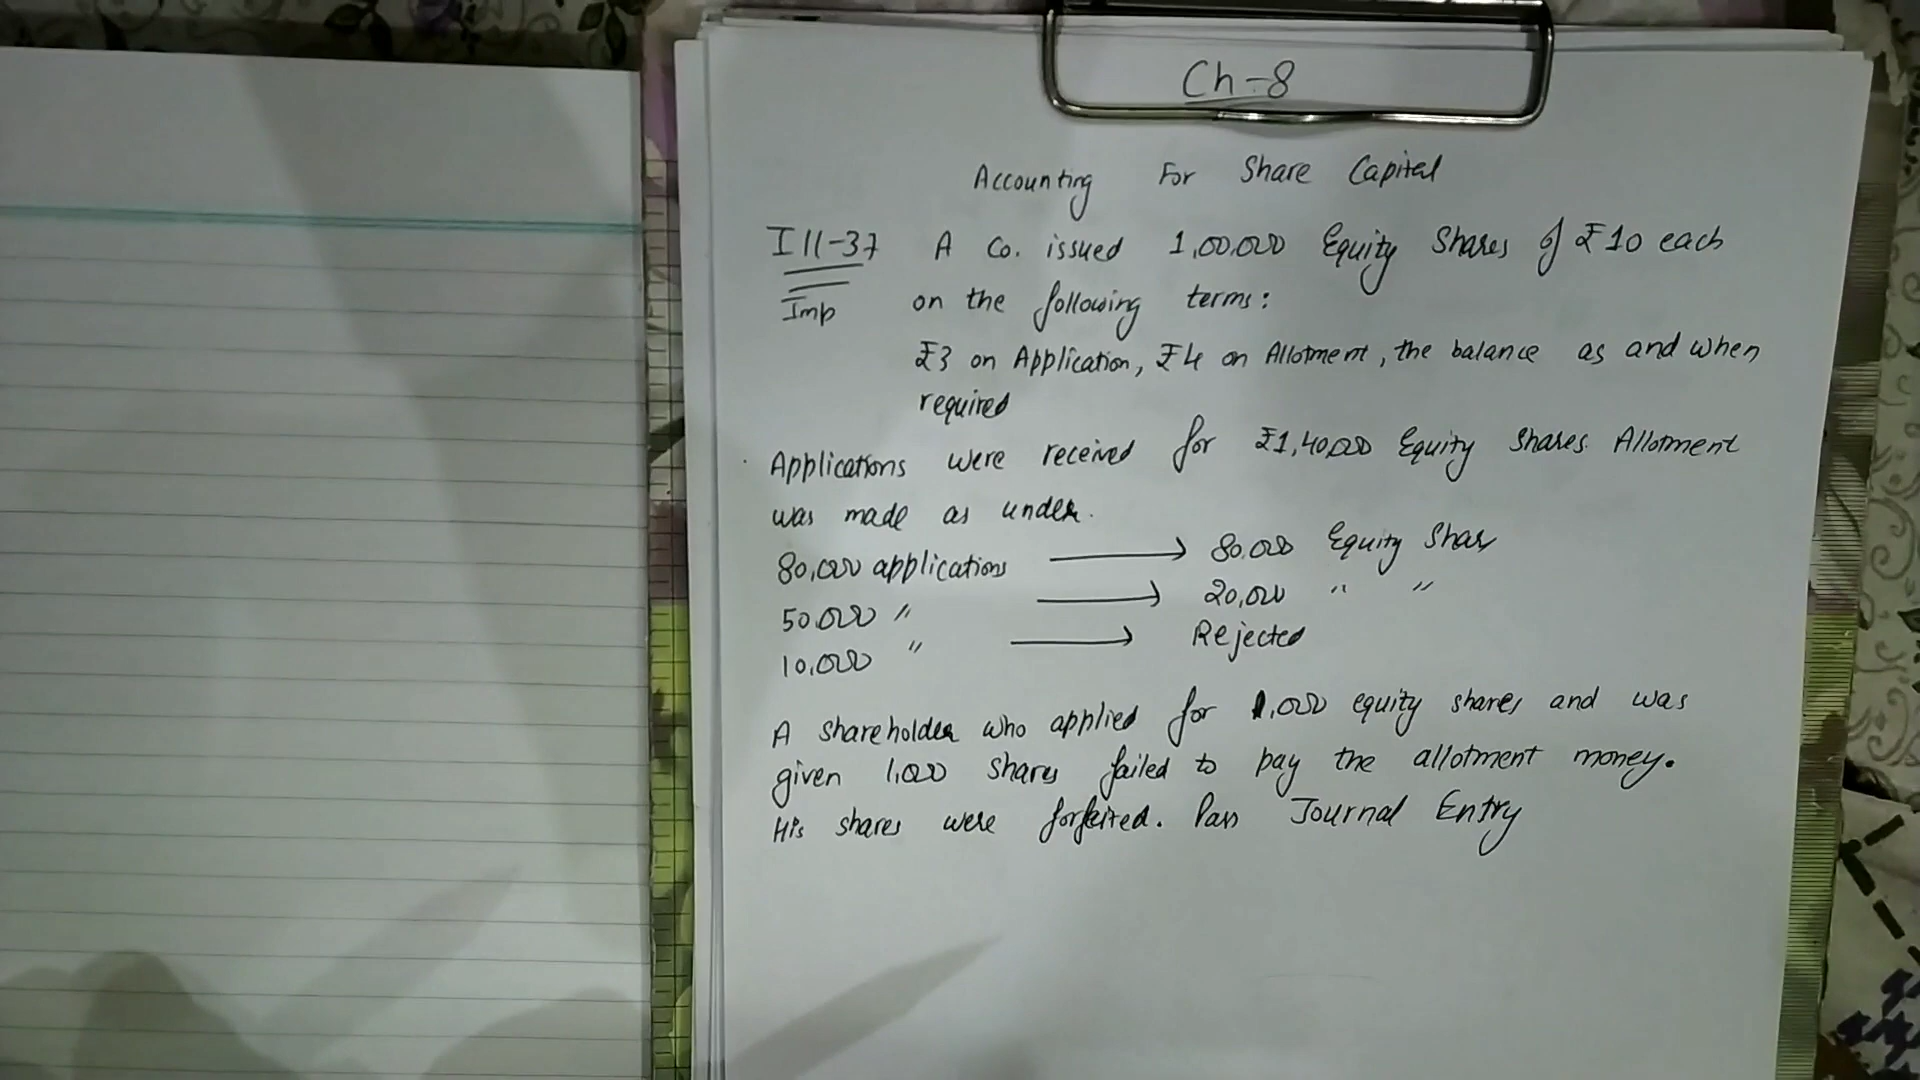 Ch-8
Accounting For Share Capital
Ill-37 A Co. issued 1,00,000 Equity Shares of ₹10 each
Imp on the following terms:
₹3 on Application, ₹4 on Allotment, the balance as and when
required
Applications were received for ₹1,40,000 Equity Shares. Allotment
was made as under.
80,000 applications → 80,000 Equity Shar
50,000 " → 20,000 " "
10,000 " → Rejected
A shareholder who applied for 1,000 equity shares and was
given 1,000 shares failed to pay the allotment money.
His shares were forfeited. Pass Journal Entry